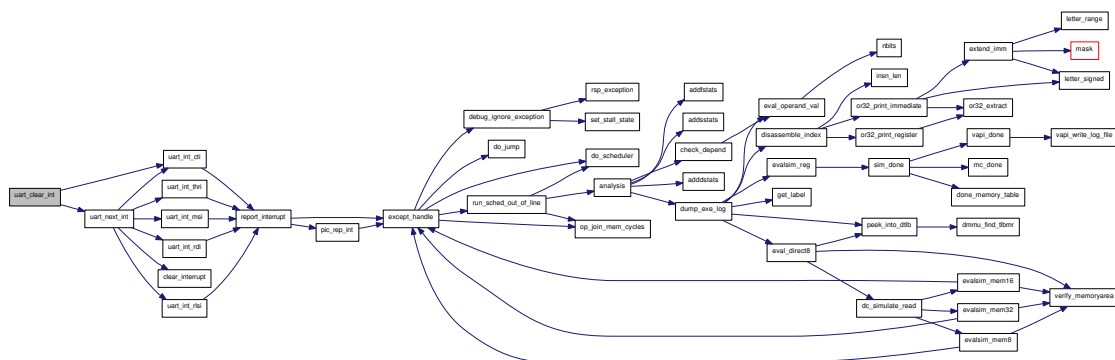 uart_clear_int
uart_next_int
uart_int_cti
uart_int_thri
uart_int_msi
uart_int_rdi
clear_interrupt
uart_int_rlsi
report_interrupt
pic_rep_int
except_handle
debug_ignore_exception
do_jump
run_sched_out_of_line
rsp_exception
set_stall_state
do_scheduler
analysis
op_join_mem_cycles
addfstats
addsstats
check_depend
adddstats
dump_exe_log
eval_operand_val
disassemble_index
evalsim_reg
get_label
eval_direct8
nbits
insn_len
or32_print_immediate
or32_print_register
sim_done
peek_into_dtlb
dc_simulate_read
extend_imm
or32_extract
vapi_done
mc_done
done_memory_table
dmmu_find_tlbmr
evalsim_mem16
evalsim_mem32
evalsim_mem8
letter_range
mask
letter_signed
vapi_write_log_file
verify_memoryarea